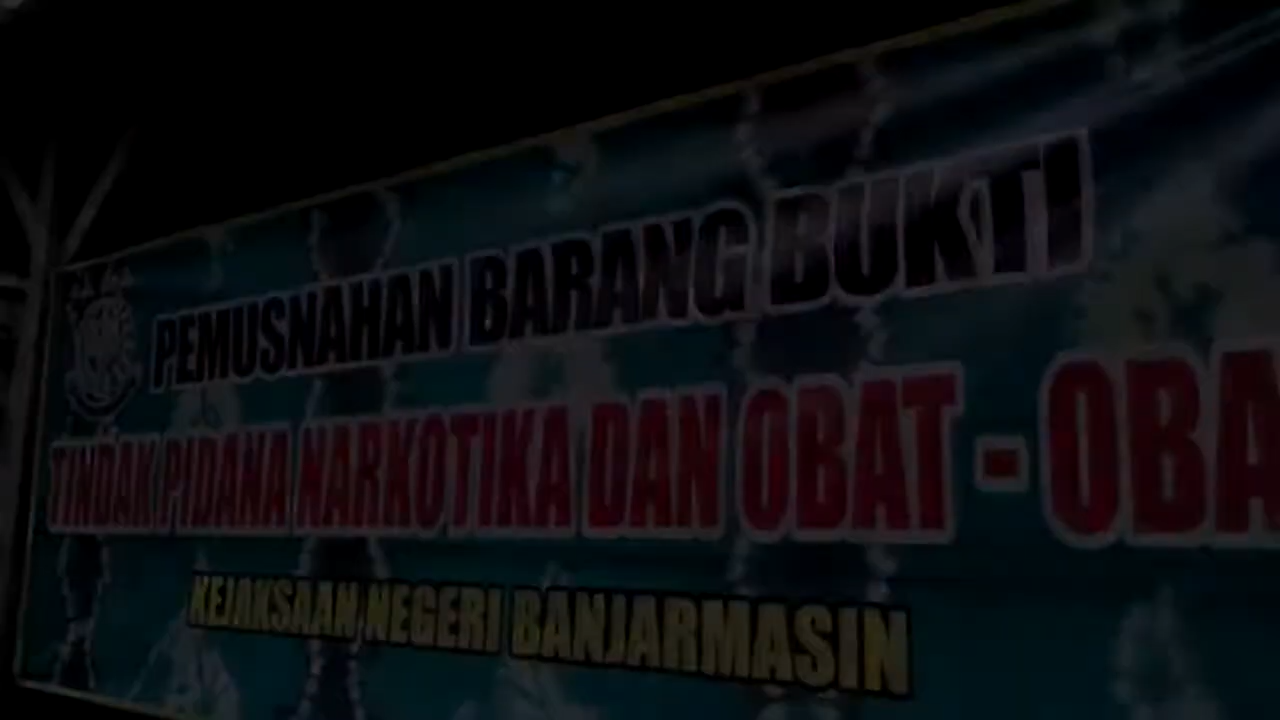 PEMUSNAHAN BARANG BUKTI
TINDAK PIDANA NARKOTIKA DAN OBAT - OBA
KEJAKSAAN NEGERI BANJARMASIN